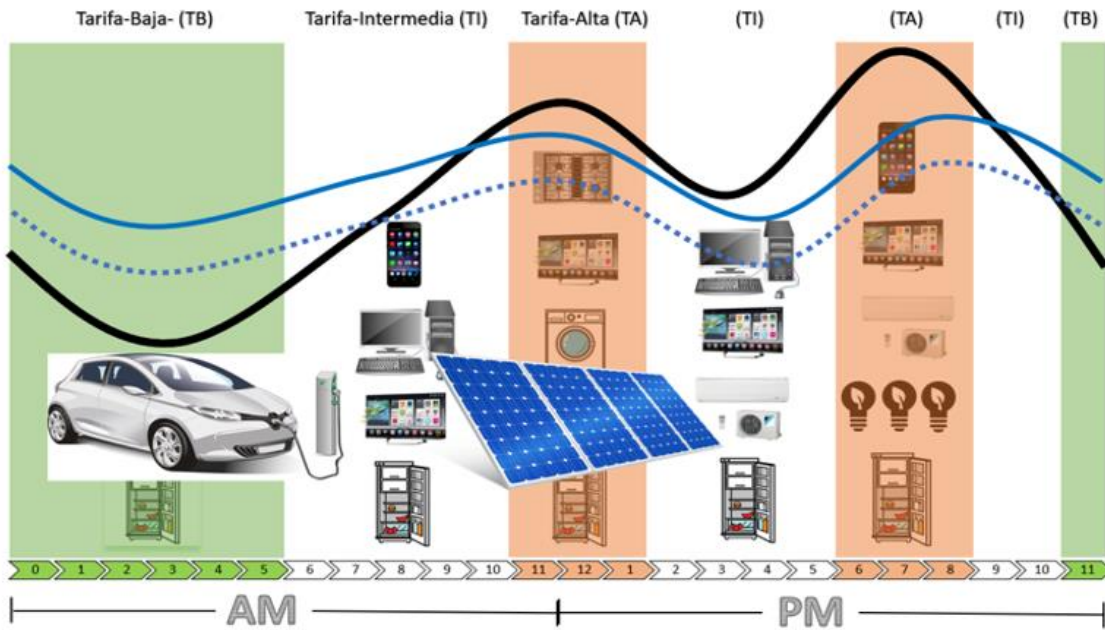 Tarifa-Baja- (TB) Tarifa-Intermedia (TI) Tarifa-Alta (TA) (TI) (TA) (TI) (TB)
0 1 2 3 4 5 6 7 8 9 10 11 12 1 2 3 4 5 6 7 8 9 10 11
AM PM